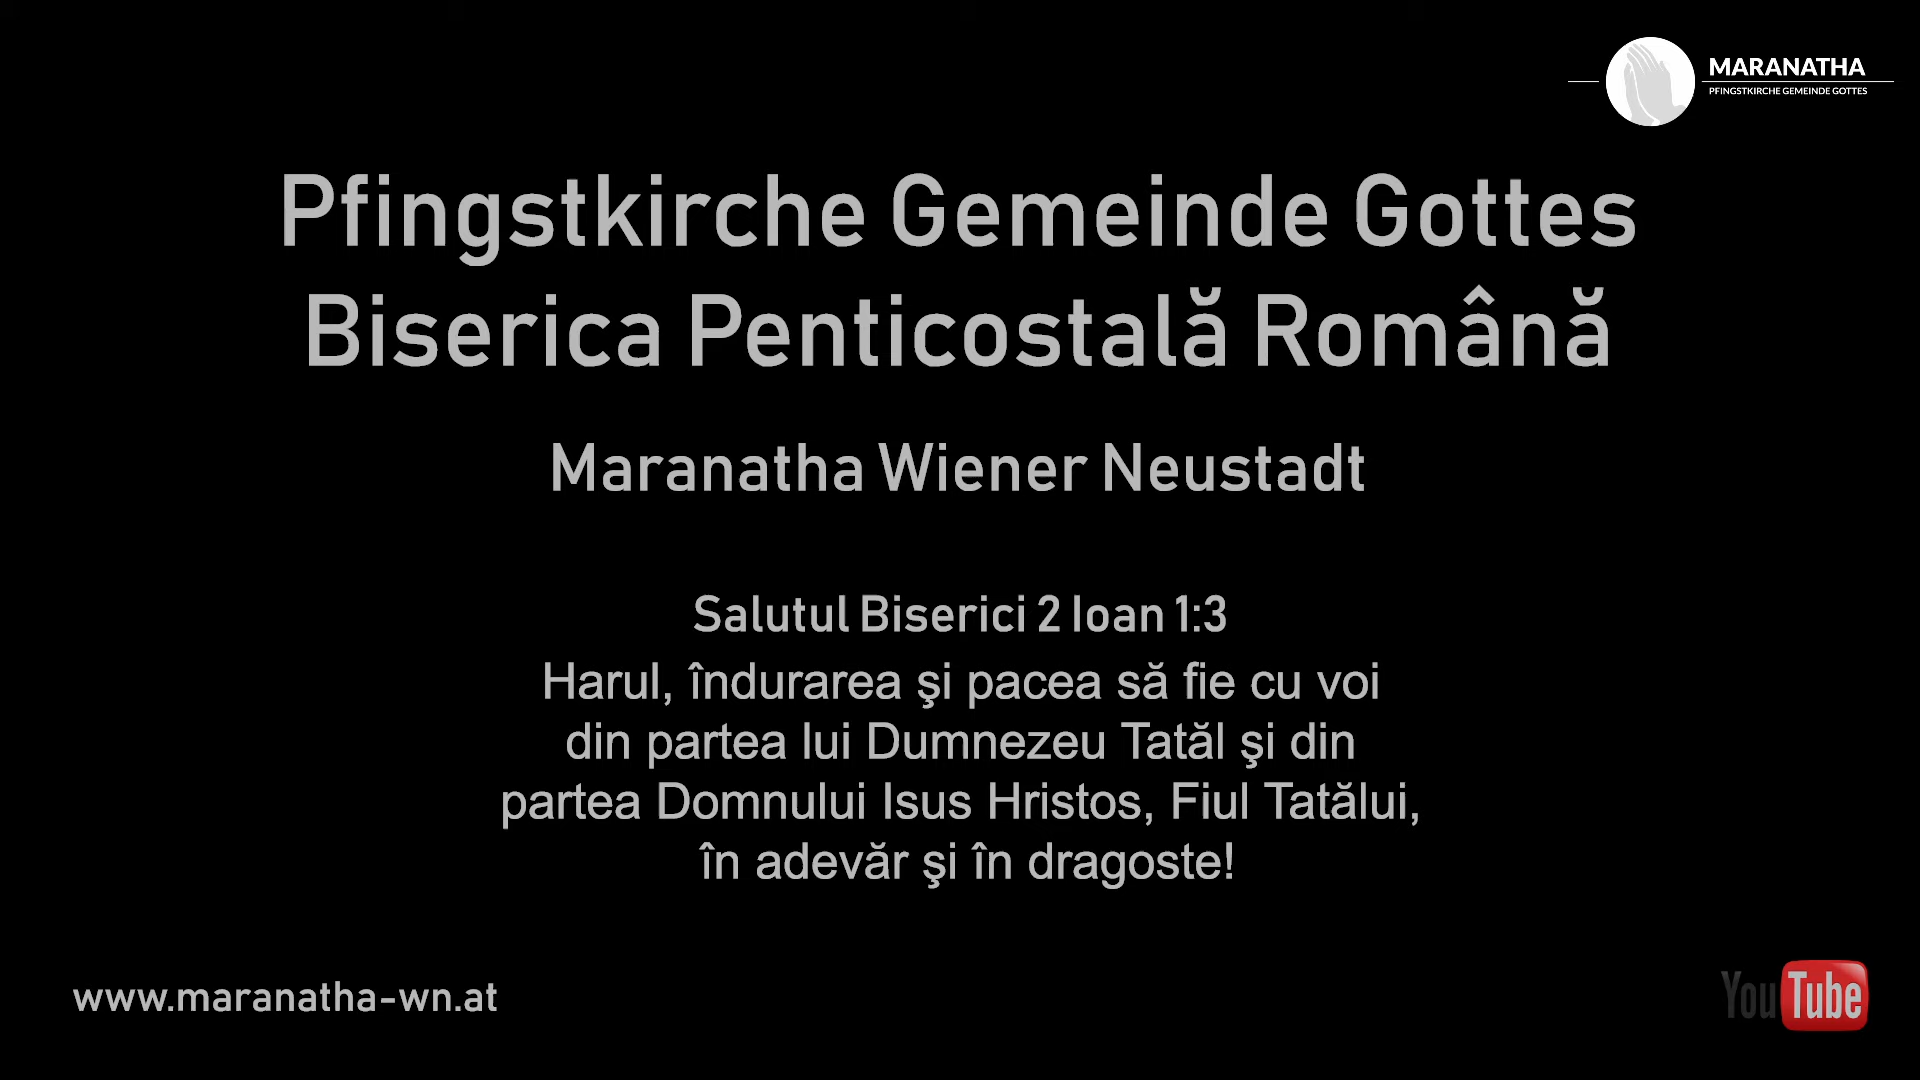 MARANATHA
PFINGSTKIRCHE GEMEINDE GOTTES
Pfingstkirche Gemeinde Gottes
Biserica Penticostală Română
Maranatha Wiener Neustadt
Salutul Biserici 2 Ioan 1:3
Harul, îndurarea şi pacea să fie cu voi
din partea lui Dumnezeu Tatăl şi din
partea Domnului Isus Hristos, Fiul Tatălui,
în adevăr şi în dragoste!
www.maranatha-wn.at
YouTube